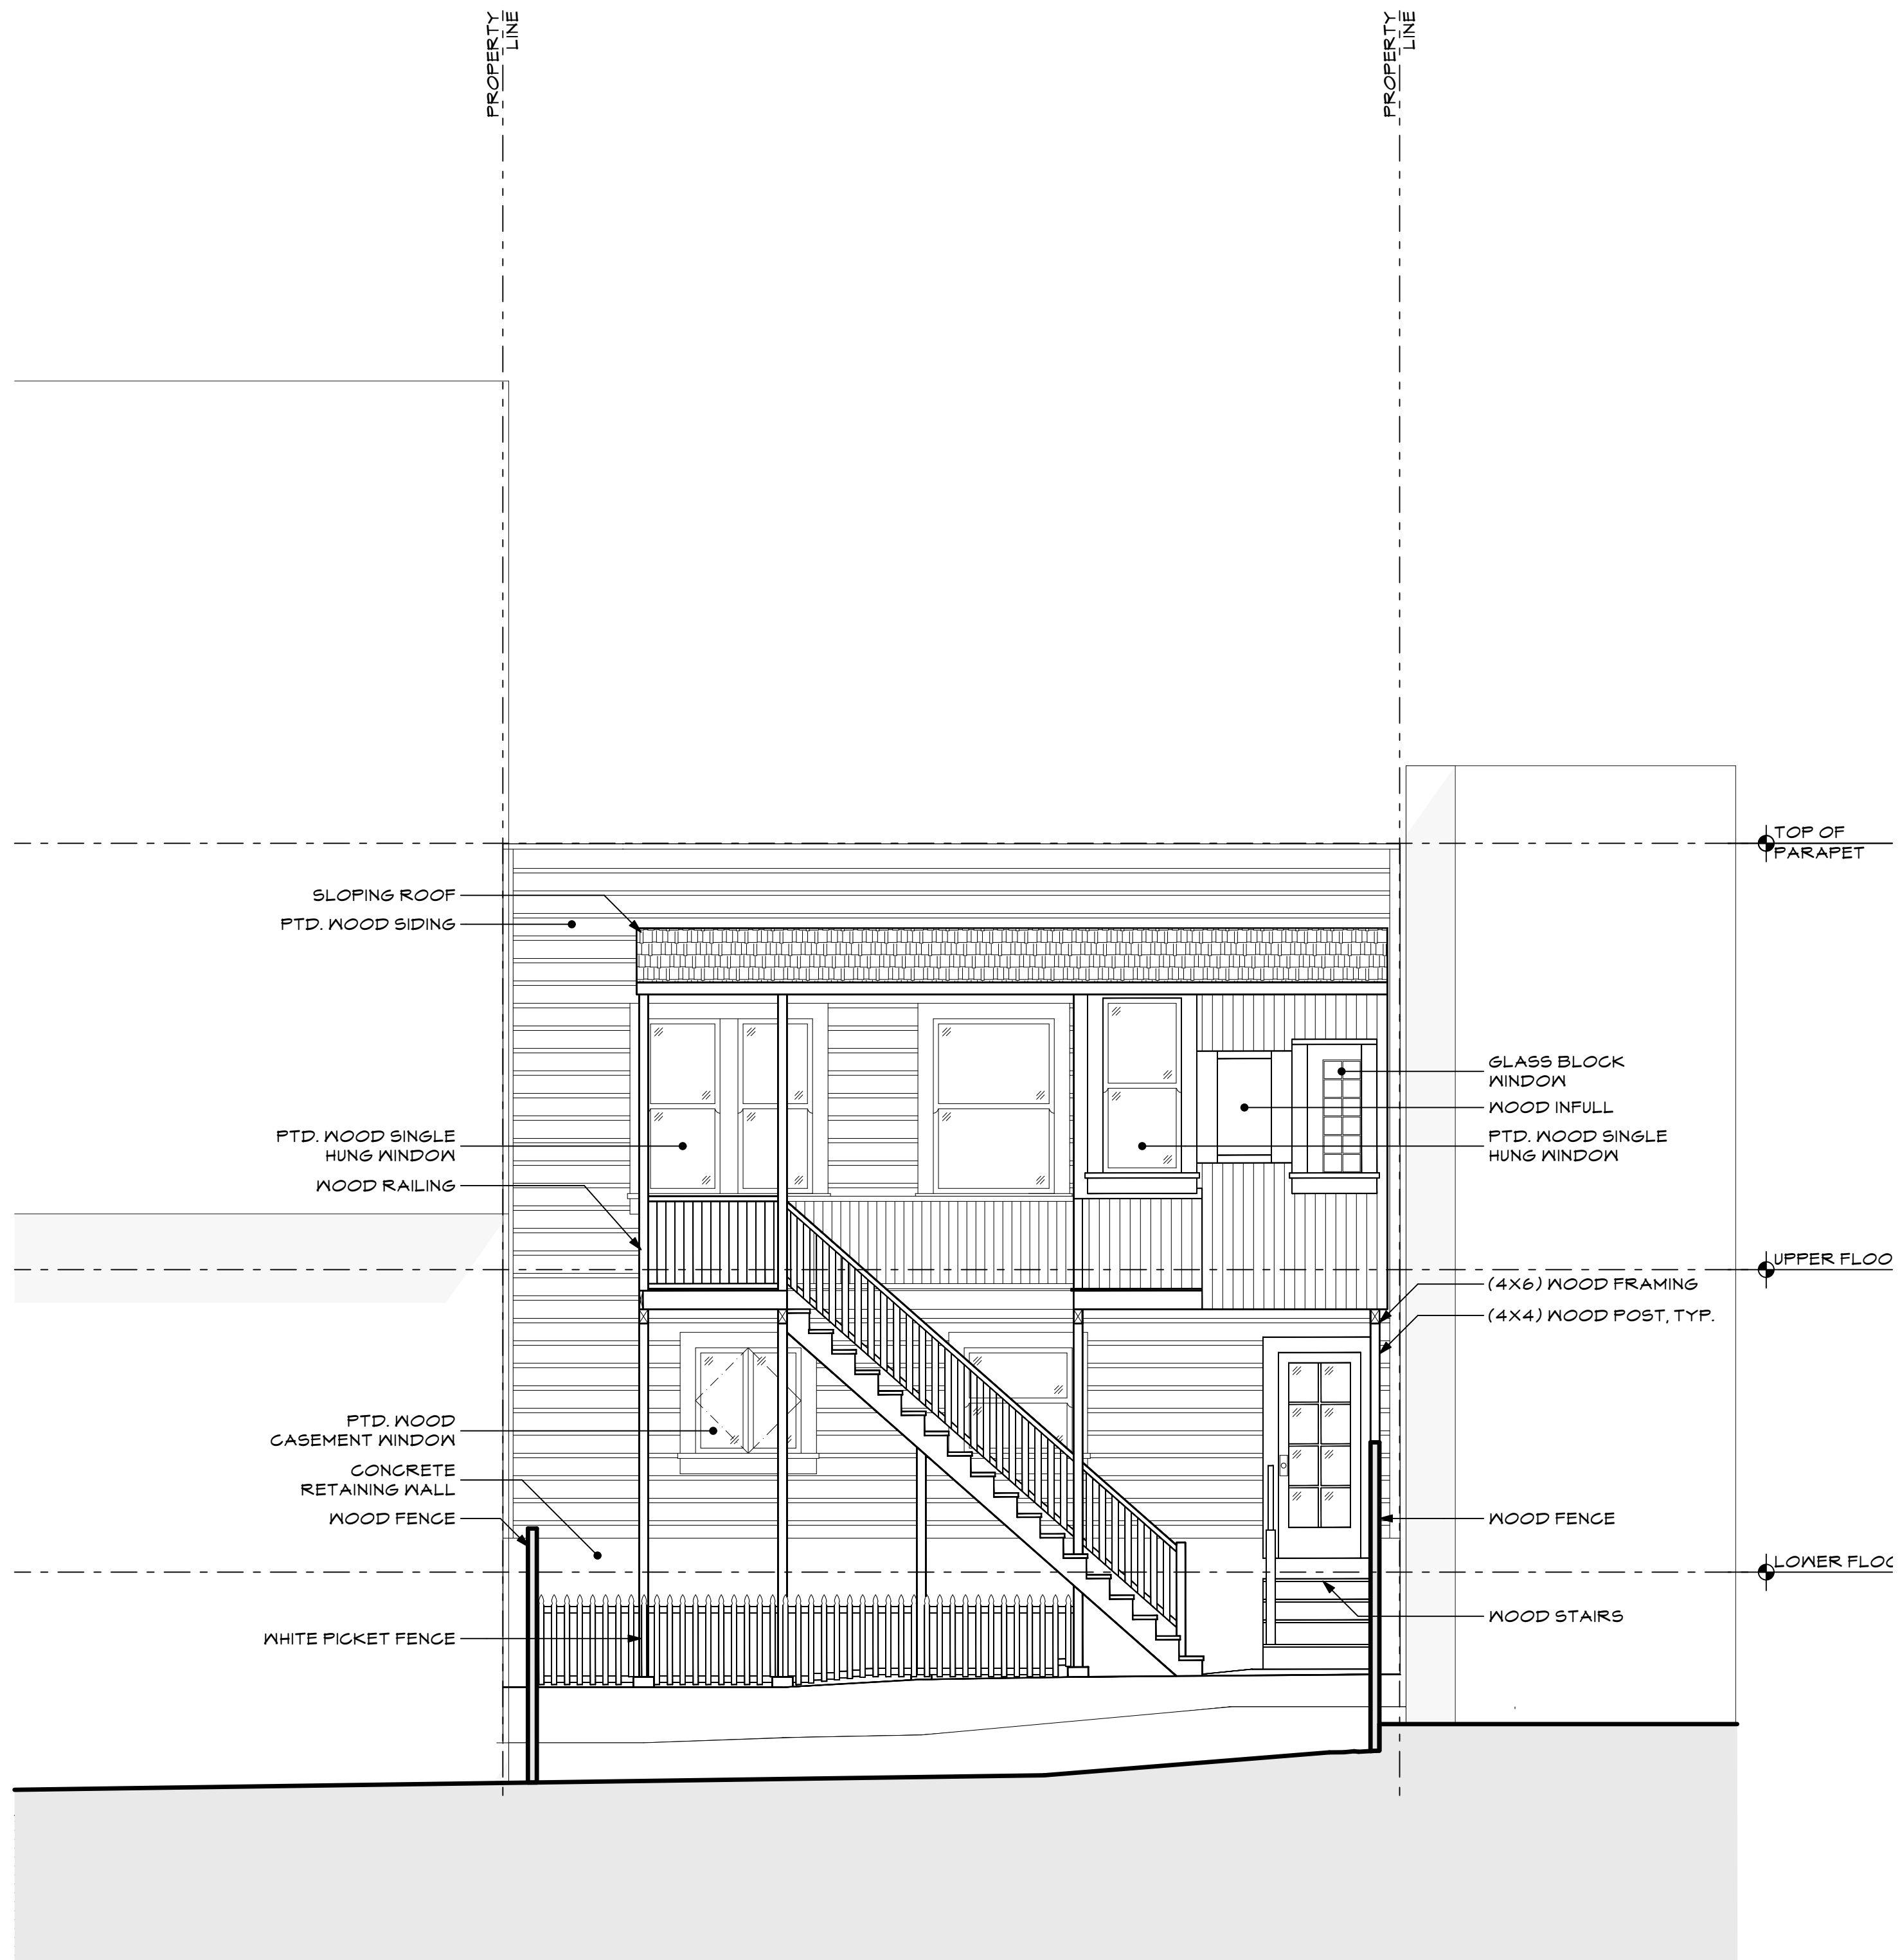 PROPERTY
LINE
PROPERTY
LINE
TOP OF
PARAPET
SLOPING ROOF
PTD. WOOD SIDING
GLASS BLOCK
WINDOW
WOOD INFULL
PTD. WOOD SINGLE
HUNG WINDOW
PTD. WOOD SINGLE
HUNG WINDOW
WOOD RAILING
UPPER FLOO
(4X6) WOOD FRAMING
(4X4) WOOD POST, TYP.
PTD. WOOD
CASEMENT WINDOW
CONCRETE
RETAINING WALL
WOOD FENCE
WOOD FENCE
LOWER FLOO
WOOD STAIRS
WHITE PICKET FENCE